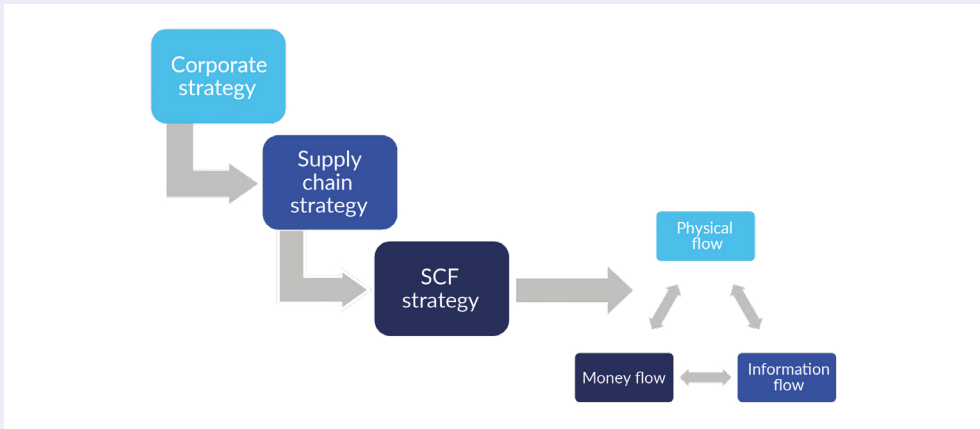 Corporate
strategy
Supply
chain
strategy
SCF
strategy
Physical
flow
Money flow
Information
flow